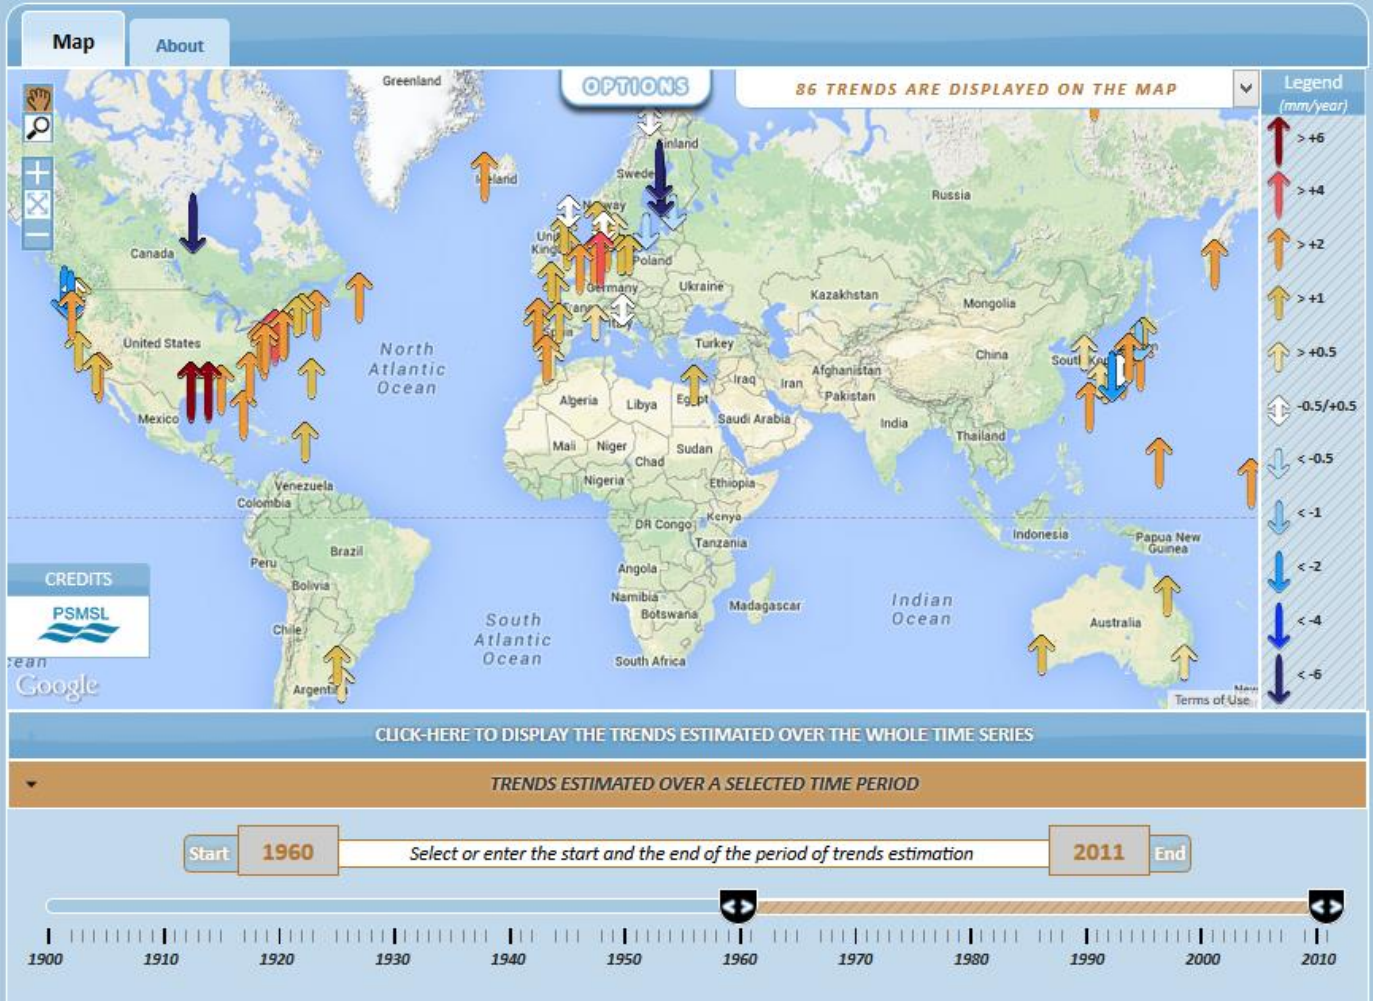 Map
About
OPTIONS
86 TRENDS ARE DISPLAYED ON THE MAP
Legend
(mm/year)
> +6
> +4
> +2
> +1
> +0.5
-0.5/+0.5
< -0.5
< -1
< -2
< -4
< -6
Greenland
Finland
Sweden
Russia
Norway
Canada
Poland
Germany
Ukraine
Kazakhstan
Mongolia
United States
North
Atlantic
Ocean
Italy
Turkey
China
Afghanistan
Iraq
Iran
Pakistan
Algeria
Libya
Egypt
Saudi Arabia
Mexico
India
Mali
Niger
Chad
Sudan
Thailand
Nigeria
Ethiopia
Venezuela
Colombia
DR Congo
Kenya
Tanzania
Indonesia
Papua New
Guinea
Brazil
Peru
Bolivia
Angola
Namibia
Botswana
Madagascar
Indian
Ocean
Australia
South
Atlantic
Ocean
Chile
South Africa
Argentina
CREDITS
PSMSL
cean
Google
Terms of Use
CLICK-HERE TO DISPLAY THE TRENDS ESTIMATED OVER THE WHOLE TIME SERIES
TRENDS ESTIMATED OVER A SELECTED TIME PERIOD
Start 1960 Select or enter the start and the end of the period of trends estimation 2011 End
1900 1910 1920 1930 1940 1950 1960 1970 1980 1990 2000 2010